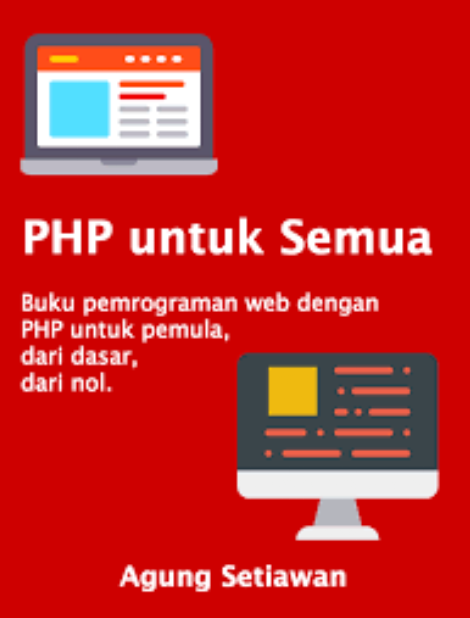 PHP untuk Semua
Buku pemrograman web dengan
PHP untuk pemula,
dari dasar,
dari nol.
Agung Setiawan